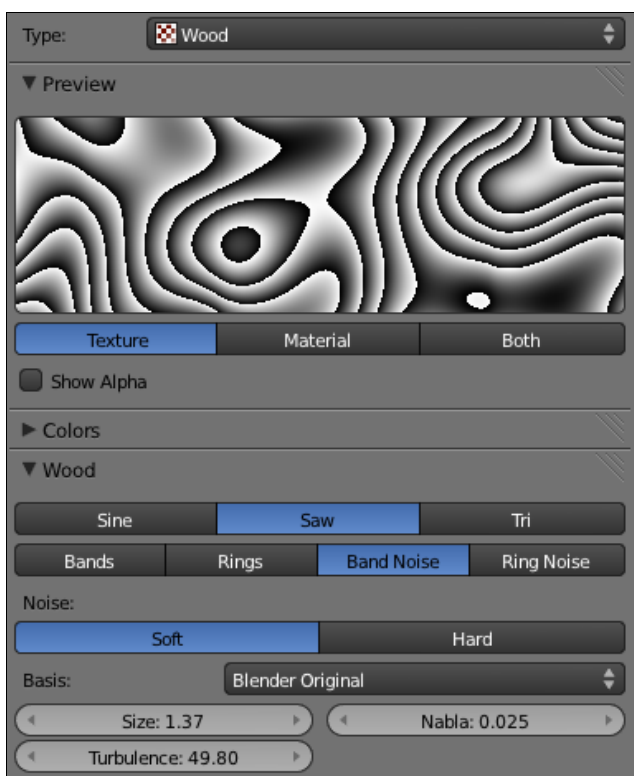 Type: Wood
Preview
Texture Material Both
Show Alpha
Colors
Wood
Sine Saw Tri
Bands Rings Band Noise Ring Noise
Noise:
Soft Hard
Basis: Blender Original
Size: 1.37 Nabla: 0.025
Turbulence: 49.80